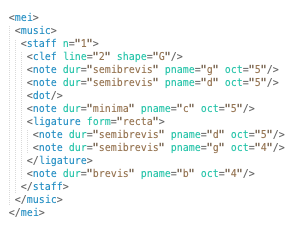 <mei>
<music>
<staff n="1">
<clef line="2" shape="G"/>
<note dur="semibrevis" pname="g" oct="5"/>
<note dur="semibrevis" pname="d" oct="5"/>
<dot/>
<note dur="minima" pname="c" oct="5"/>
<ligature form="recta">
<note dur="semibrevis" pname="d" oct="5"/>
<note dur="semibrevis" pname="g" oct="4"/>
</ligature>
<note dur="brevis" pname="b" oct="4"/>
</staff>
</music>
</mei>